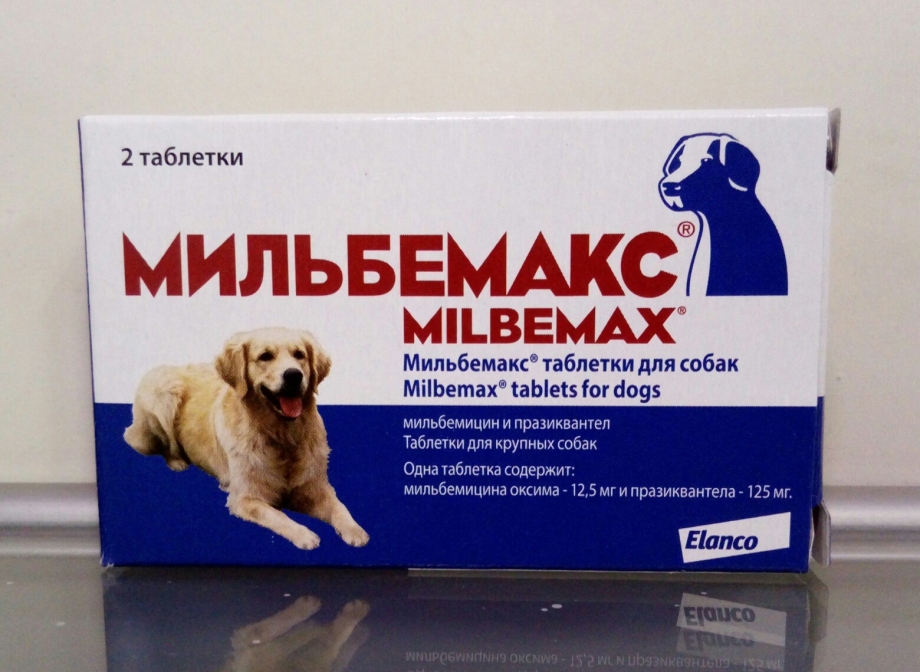 2 таблетки
МИЛЬБЕМАКС®
MILBEMAX®
Мильбемакс® таблетки для собак
Milbemax® tablets for dogs
мильбемицин и празиквантел
Таблетки для крупных собак
Одна таблетка содержит:
мильбемицина оксима - 12,5 мг и празиквантела - 125 мг.
Elanco